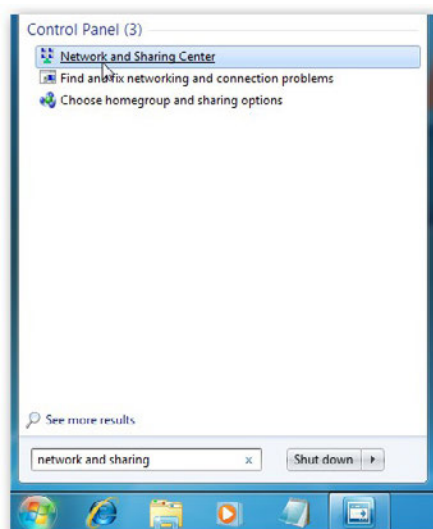 Control Panel (3)
Network and Sharing Center
Find and fix networking and connection problems
Choose homegroup and sharing options
See more results
network and sharing x Shut down